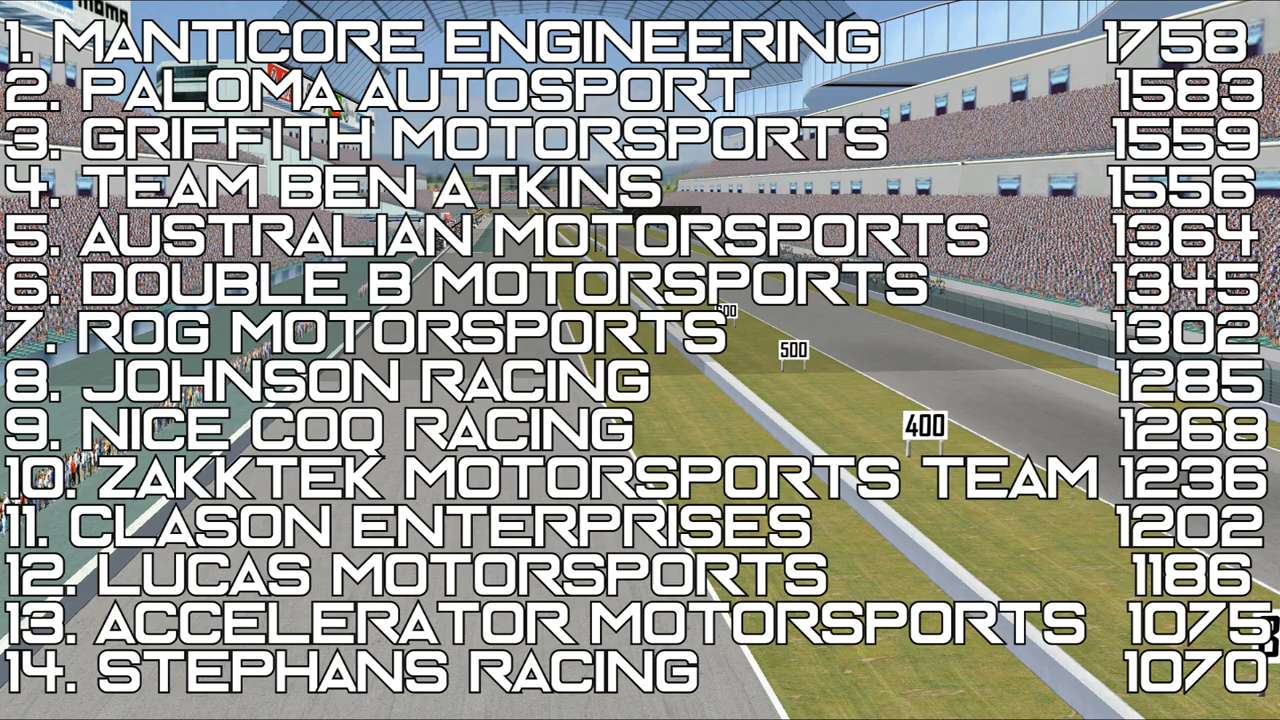 1. MANTICORE ENGINEERING 1758
2. PALOMA AUTOSPORT 1583
3. GRIFFITH MOTORSPORTS 1559
4. TEAM BEN ATKINS 1556
5. AUSTRALIAN MOTORSPORTS 1364
6. DOUBLE B MOTORSPORTS 1345
7. ROG MOTORSPORTS 1302
8. JOHNSON RACING 1285
9. NICE COQ RACING 1268
10. ZAKKTEK MOTORSPORTS TEAM 1236
11. CLASON ENTERPRISES 1202
12. LUCAS MOTORSPORTS 1186
13. ACCELERATOR MOTORSPORTS 1075
14. STEPHANS RACING 1070
500
400